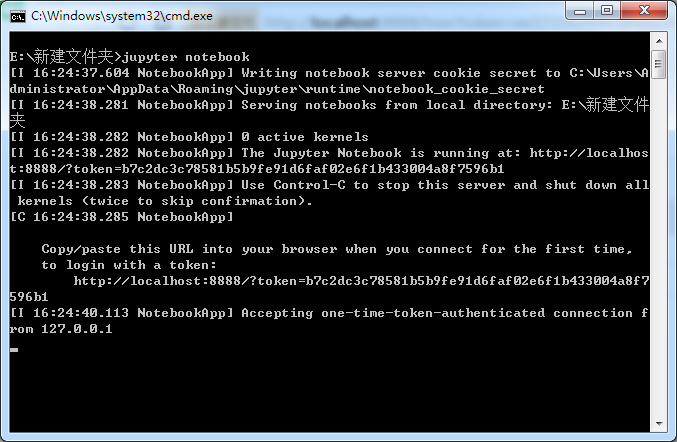 C:\Windows\system32\cmd.exe
E:\新建文件夹>jupyter notebook
[I 16:24:37.604 NotebookApp] Writing notebook server cookie secret to C:\Users\A
dministrator\AppData\Roaming\jupyter\runtime\notebook_cookie_secret
[I 16:24:38.281 NotebookApp] Serving notebooks from local directory: E:\新建文件
夹
[I 16:24:38.282 NotebookApp] 0 active kernels
[I 16:24:38.282 NotebookApp] The Jupyter Notebook is running at: http://localhos
t:8888/?token=b7c2dc3c78581b5b9fe91d6faf02e6f1b433004a8f7596b1
[I 16:24:38.283 NotebookApp] Use Control-C to stop this server and shut down all
 kernels (twice to skip confirmation).
[C 16:24:38.285 NotebookApp]
    Copy/paste this URL into your browser when you connect for the first time,
    to login with a token:
        http://localhost:8888/?token=b7c2dc3c78581b5b9fe91d6faf02e6f1b433004a8f7
596b1
[I 16:24:40.113 NotebookApp] Accepting one-time-token-authenticated connection f
rom 127.0.0.1